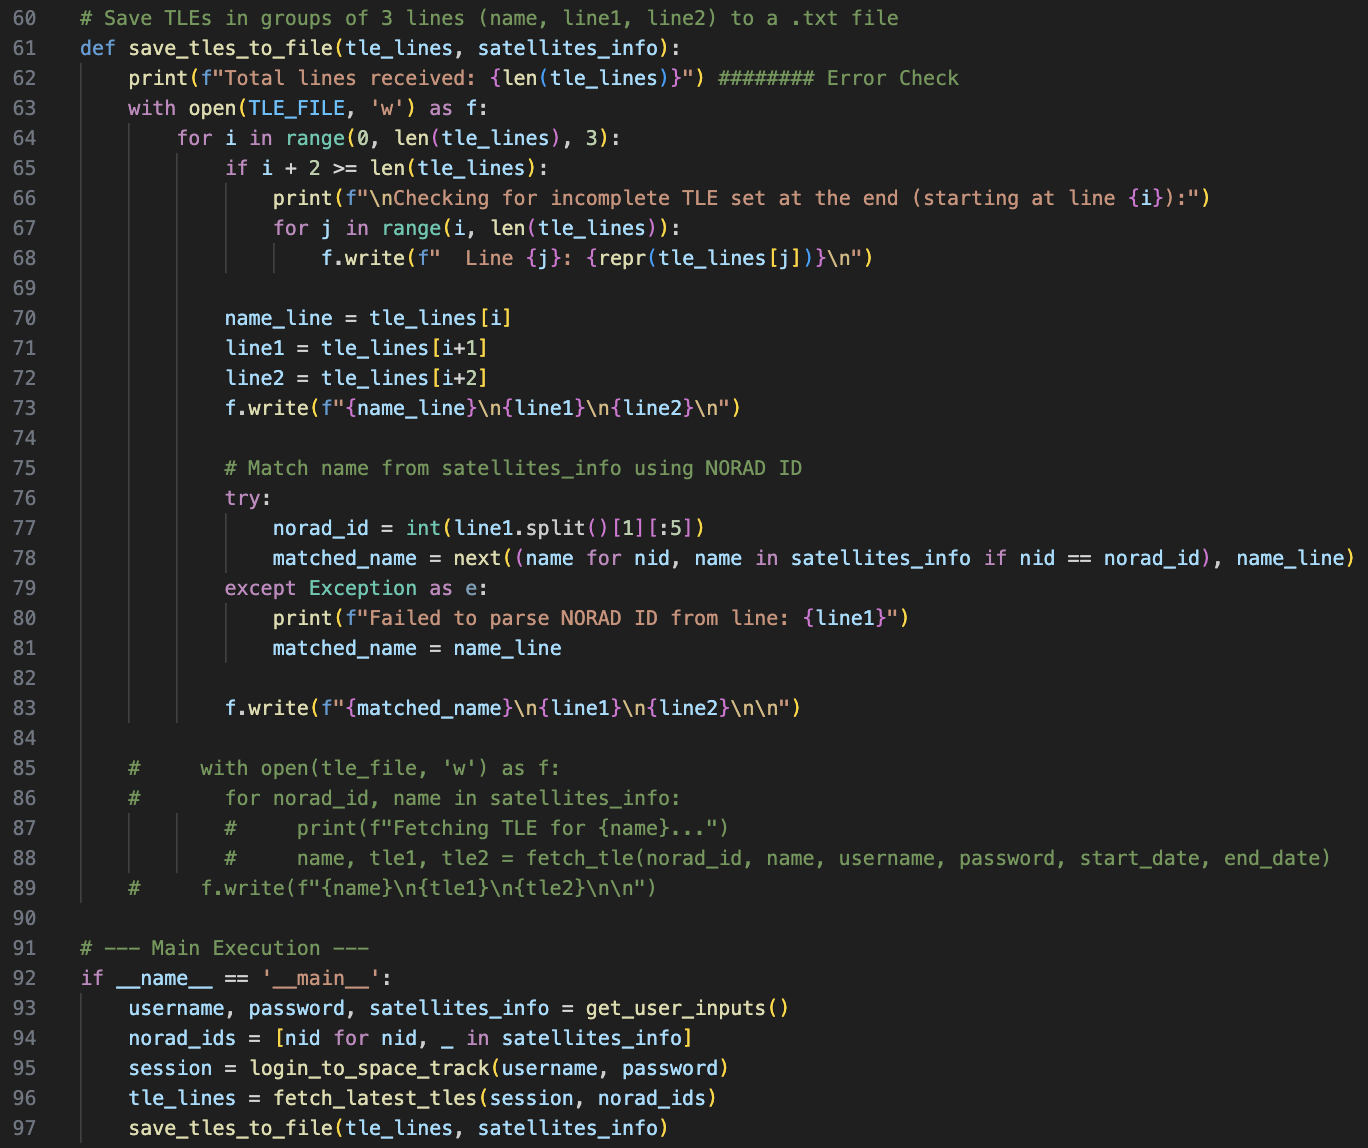 60 # Save TLEs in groups of 3 lines (name, line1, line2) to a .txt file
61 def save_tles_to_file(tle_lines, satellites_info):
62     print(f"Total lines received: {len(tle_lines)}") ######## Error Check
63     with open(TLE_FILE, 'w') as f:
64         for i in range(0, len(tle_lines), 3):
65             if i + 2 >= len(tle_lines):
66                 print(f"\nChecking for incomplete TLE set at the end (starting at line {i}):")
67                 for j in range(i, len(tle_lines)):
68                     f.write(f"  Line {j}: {repr(tle_lines[j])}\n")
69
70             name_line = tle_lines[i]
71             line1 = tle_lines[i+1]
72             line2 = tle_lines[i+2]
73             f.write(f"{name_line}\n{line1}\n{line2}\n")
74
75             # Match name from satellites_info using NORAD ID
76             try:
77                 norad_id = int(line1.split()[1][:5])
78                 matched_name = next((name for nid, name in satellites_info if nid == norad_id), name_line)
79             except Exception as e:
80                 print(f"Failed to parse NORAD ID from line: {line1}")
81                 matched_name = name_line
82
83             f.write(f"{matched_name}\n{line1}\n{line2}\n\n")
84
85     #     with open(tle_file, 'w') as f:
86     #       for norad_id, name in satellites_info:
87             #     print(f"Fetching TLE for {name}...")
88             #     name, tle1, tle2 = fetch_tle(norad_id, name, username, password, start_date, end_date)
89     #     f.write(f"{name}\n{tle1}\n{tle2}\n\n")
90
91 # --- Main Execution ---
92 if __name__ == '__main__':
93     username, password, satellites_info = get_user_inputs()
94     norad_ids = [nid for nid, _ in satellites_info]
95     session = login_to_space_track(username, password)
96     tle_lines = fetch_latest_tles(session, norad_ids)
97     save_tles_to_file(tle_lines, satellites_info)